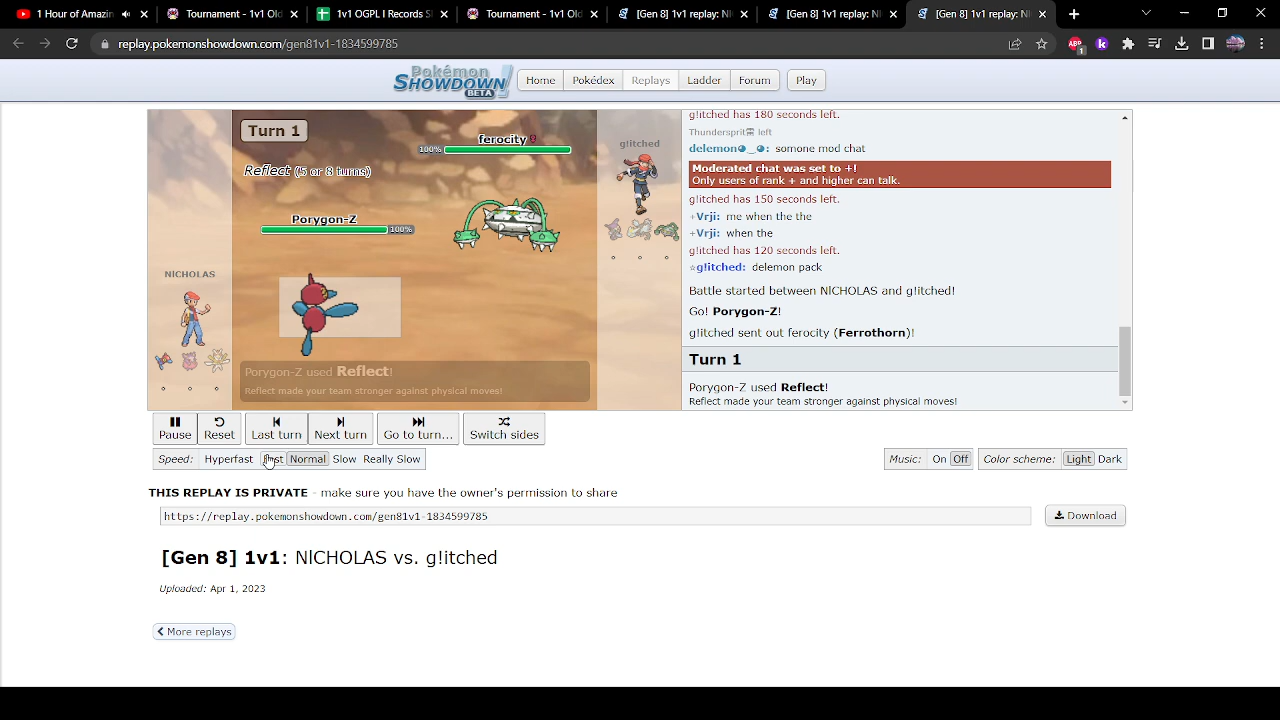 1 Hour of Amazin
Tournament - 1v1 Old
1v1 OGPL I Records S
Tournament - 1v1 Old
[Gen 8] 1v1 replay: NI
[Gen 8] 1v1 replay: NI
[Gen 8] 1v1 replay: NI
replay.pokemonshowdown.com/gen81v1-1834599785
ABP
1
k
Pokémon
SHOWDOWN!
BETA
Home
Pokédex
Replays
Ladder
Forum
Play
Turn 1
ferocity
100%
Reflect (5 or 8 turns)
Porygon-Z
100%
g!itched
NICHOLAS
Porygon-Z used Reflect!
Reflect made your team stronger against physical moves!
g!itched has 180 seconds left.
left
somone mod chat
Moderated chat was set to +!
Only users of rank + and higher can talk.
g!itched has 150 seconds left.
+Vrji: me when the the
+Vrji: when the
g!itched has 120 seconds left.
☆g!itched: delemon pack
Battle started between NICHOLAS and g!itched!
Go! Porygon-Z!
g!itched sent out ferocity (Ferrothorn)!
Turn 1
Porygon-Z used Reflect!
Reflect made your team stronger against physical moves!
Pause
Reset
Last turn
Next turn
Go to turn...
Switch sides
Speed: Hyperfast
Normal
Slow
Really Slow
Music: On Off
Color scheme: Light Dark
THIS REPLAY IS PRIVATE - make sure you have the owner's permission to share
https://replay.pokemonshowdown.com/gen81v1-1834599785
Download
[Gen 8] 1v1: NICHOLAS vs. g!itched
Uploaded: Apr 1, 2023
More replays